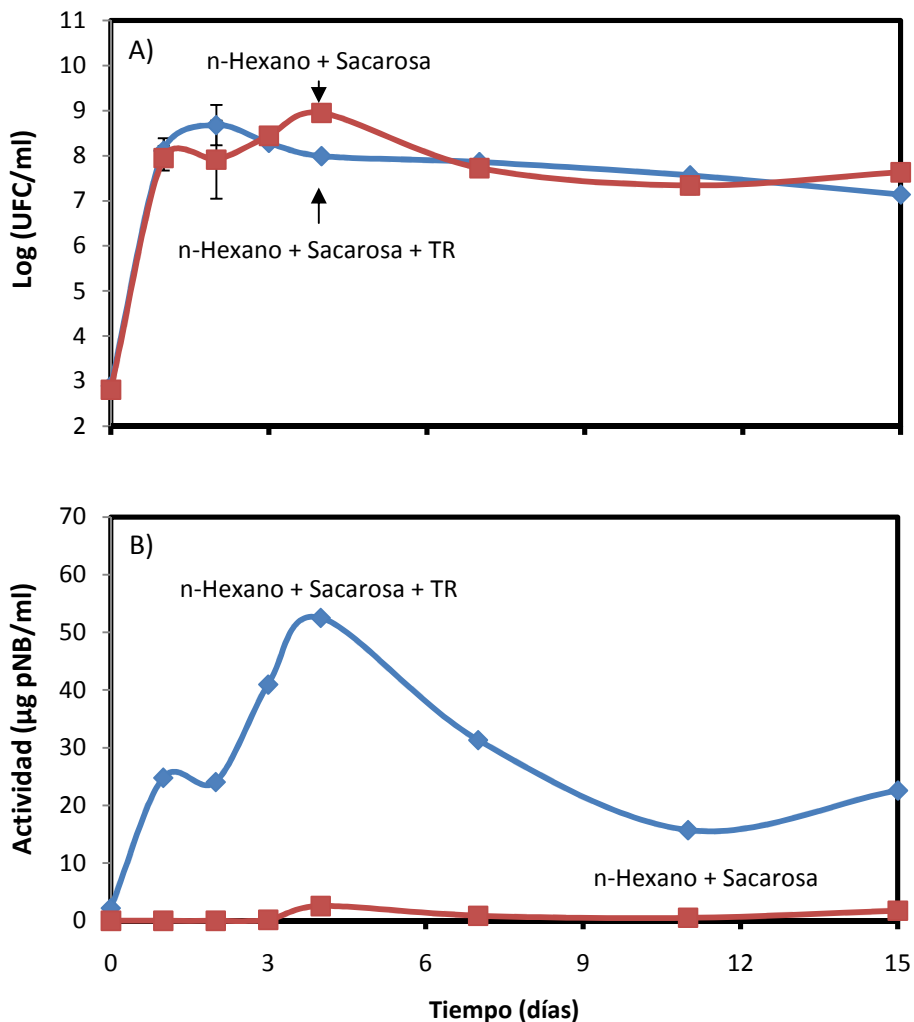 A)
n-Hexano + Sacarosa
n-Hexano + Sacarosa + TR
Log (UFC/ml)
11
10
9
8
7
6
5
4
3
2
B)
n-Hexano + Sacarosa + TR
n-Hexano + Sacarosa
Actividad (µg pNB/ml)
70
60
50
40
30
20
10
0
0 3 6 9 12 15
Tiempo (días)